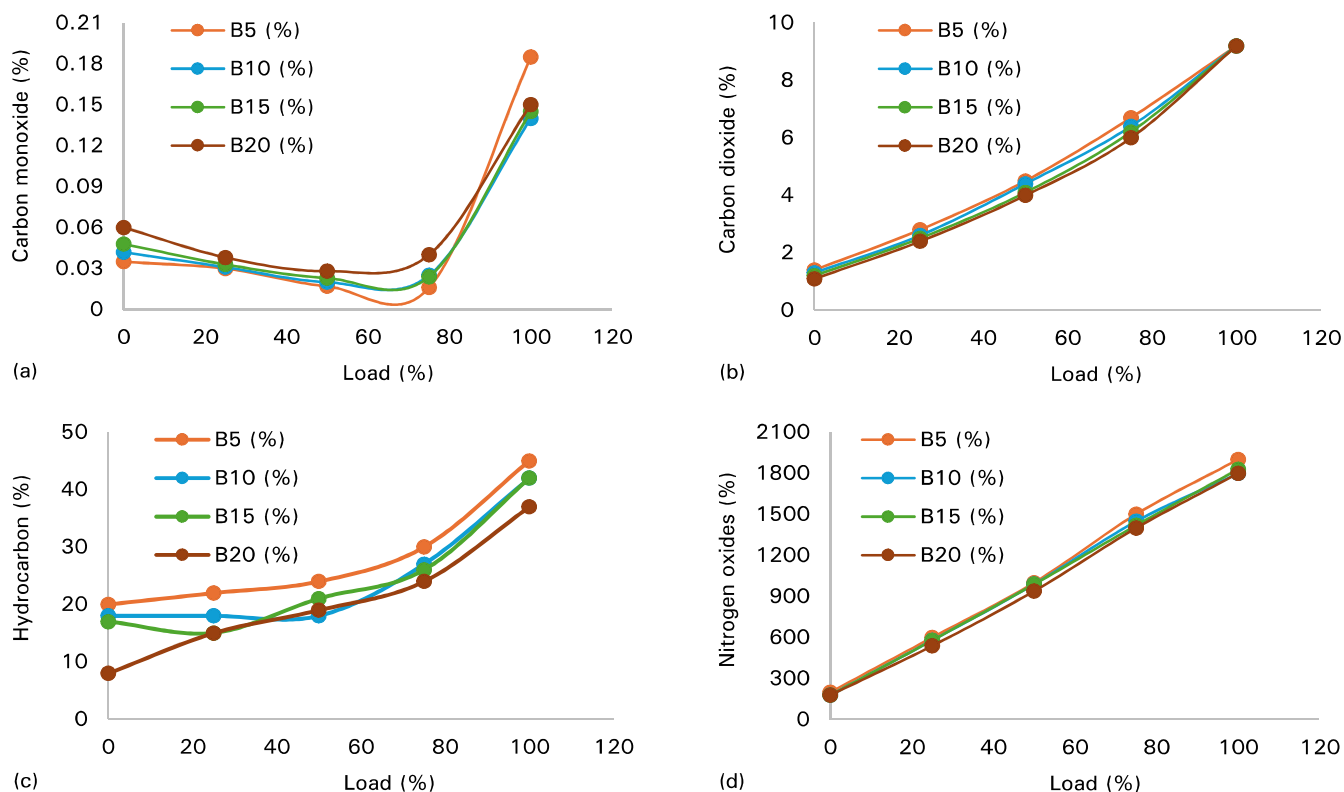 0.21
0.18
0.15
0.12
0.09
0.06
0.03
0
Carbon monoxide (%)
B5 (%)
B10 (%)
B15 (%)
B20 (%)
0 20 40 60 80 100 120
Load (%)
(a)
10
8
6
4
2
0
Carbon dioxide (%)
B5 (%)
B10 (%)
B15 (%)
B20 (%)
0 20 40 60 80 100 120
Load (%)
(b)
50
40
30
20
10
0
Hydrocarbon (%)
B5 (%)
B10 (%)
B15 (%)
B20 (%)
0 20 40 60 80 100 120
Load (%)
(c)
2100
1800
1500
1200
900
600
300
0
Nitrogen oxides (%)
B5 (%)
B10 (%)
B15 (%)
B20 (%)
0 20 40 60 80 100 120
Load (%)
(d)